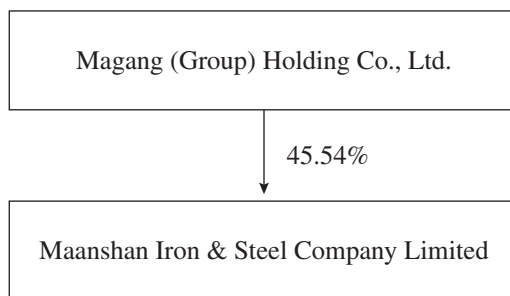 Magang (Group) Holding Co., Ltd.
45.54%
Maanshan Iron & Steel Company Limited